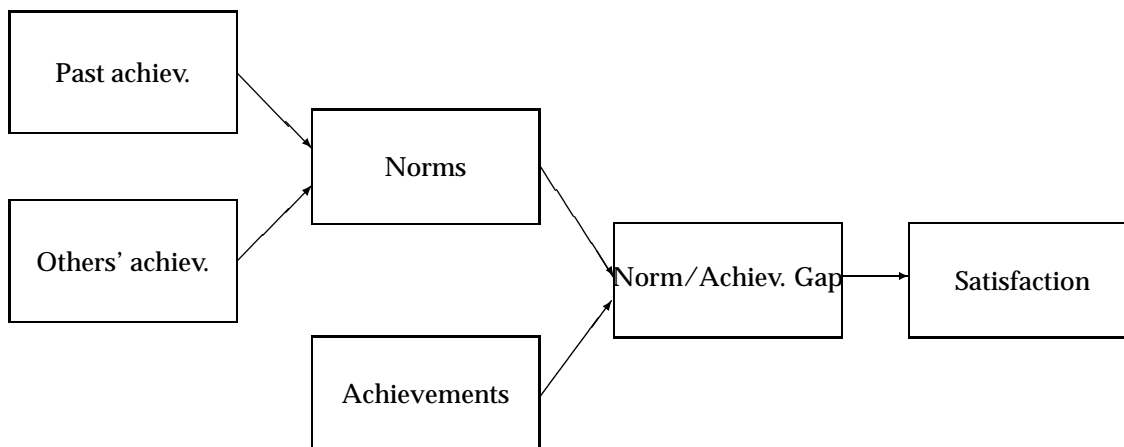 Past achiev.
Norms
Others’ achiev.
Norm/Achiev. Gap
Satisfaction
Achievements